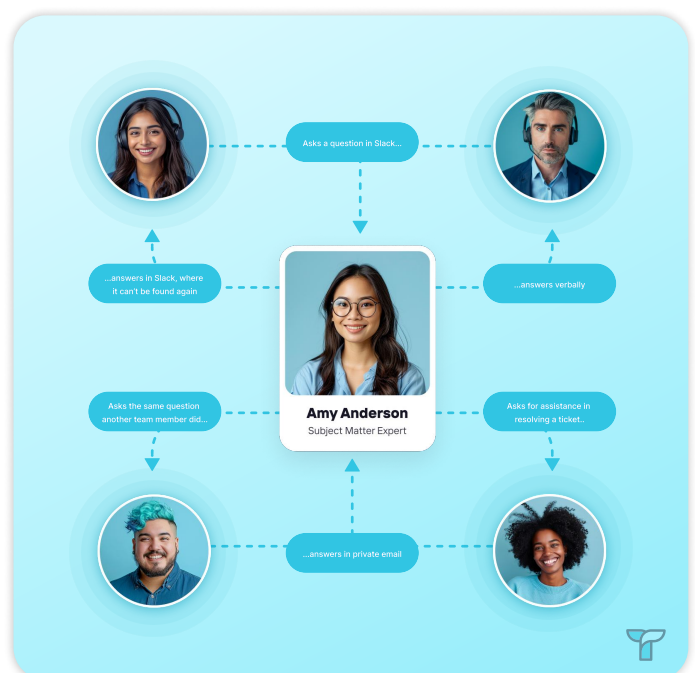 Asks a question in Slack...
...answers in Slack, where
it can't be found again
...answers verbally
Amy Anderson
Subject Matter Expert
Asks the same question
another team member did...
Asks for assistance in
resolving a ticket..
...answers in private email